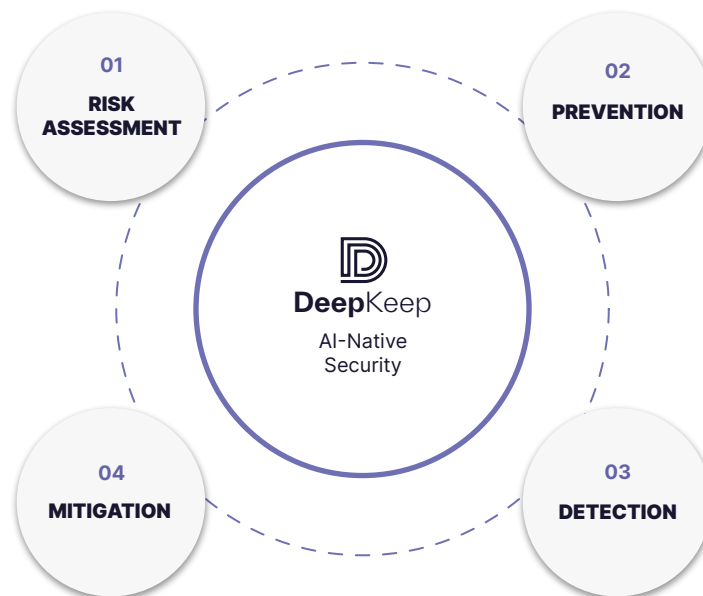 01
RISK
ASSESSMENT
02
PREVENTION
DeepKeep
AI-Native
Security
04
MITIGATION
03
DETECTION